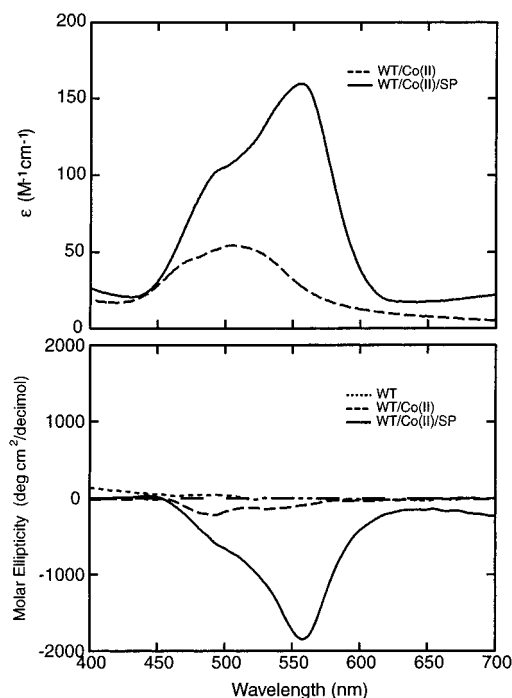 200
150
100
50
0
ε (M-1cm-1)
WT/Co(II)
WT/Co(II)/SP
2000
1000
0
-1000
-2000
Molar Ellipticity (deg cm2/decimol)
WT
WT/Co(II)
WT/Co(II)/SP
400 450 500 550 600 650 700
Wavelength (nm)